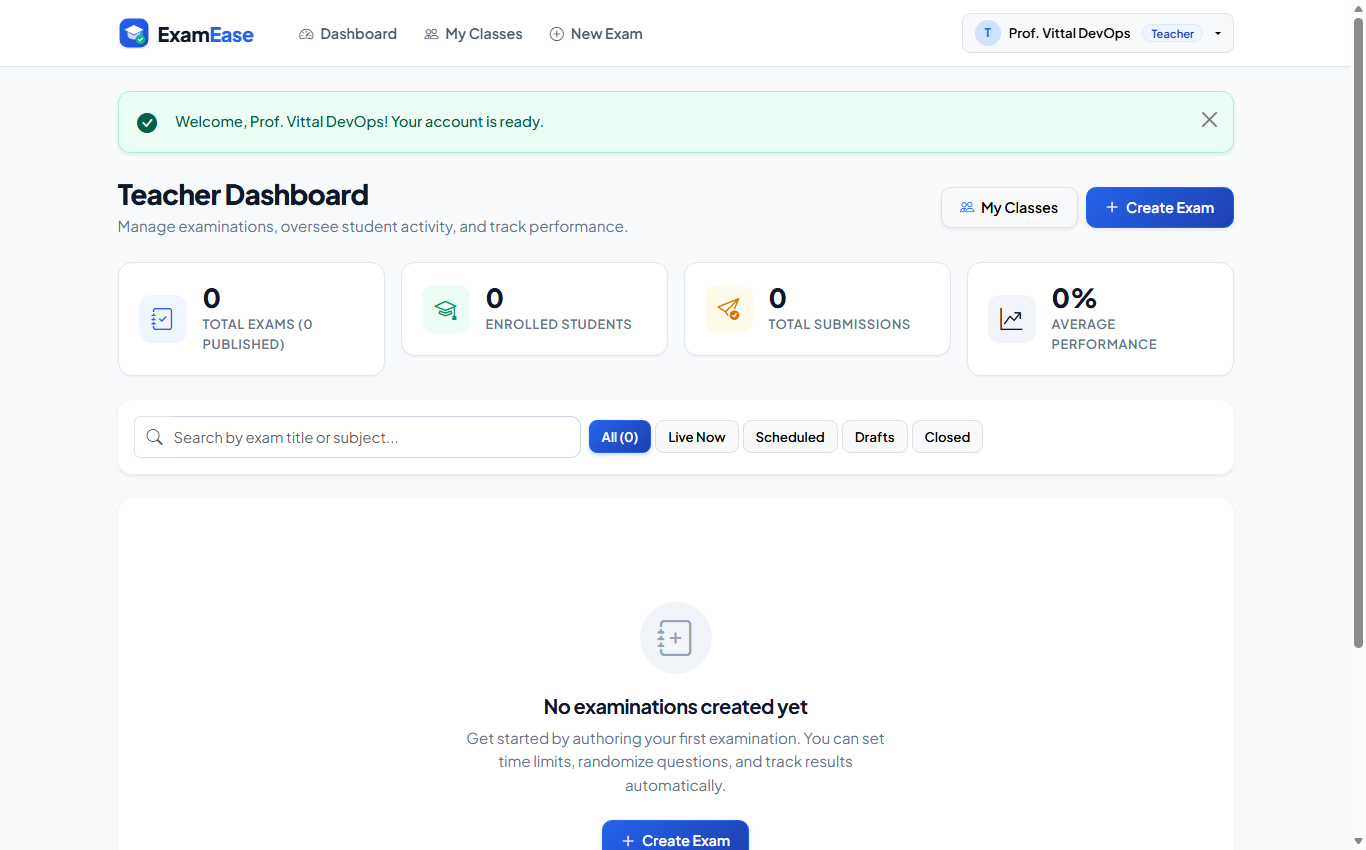 ExamEase
Dashboard
My Classes
New Exam
T
Prof. Vittal DevOps
Teacher
Welcome, Prof. Vittal DevOps! Your account is ready.
Teacher Dashboard
Manage examinations, oversee student activity, and track performance.
My Classes
Create Exam
0
TOTAL EXAMS (0
PUBLISHED)
0
ENROLLED STUDENTS
0
TOTAL SUBMISSIONS
0%
AVERAGE
PERFORMANCE
Search by exam title or subject...
All (0)
Live Now
Scheduled
Drafts
Closed
No examinations created yet
Get started by authoring your first examination. You can set
time limits, randomize questions, and track results
automatically.
Create Exam